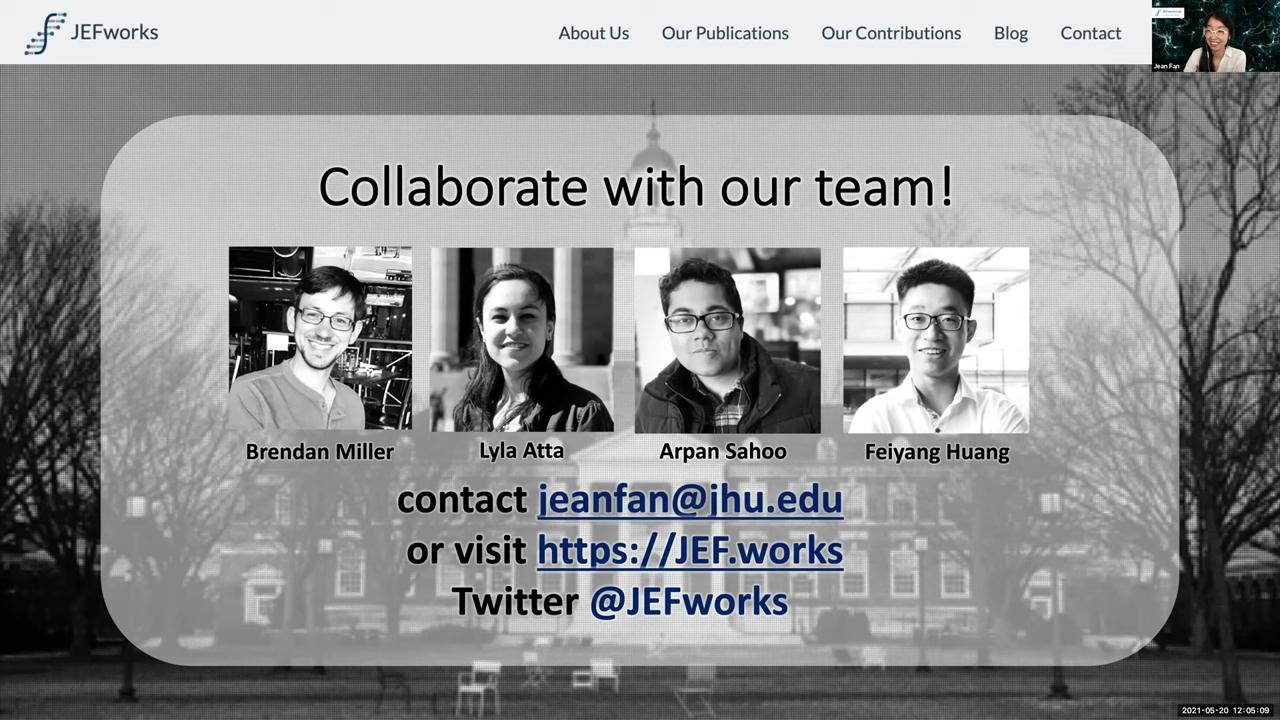 JEFworks
About Us Our Publications Our Contributions Blog Contact
Jean Fan
Collaborate with our team!
Brendan Miller Lyla Atta Arpan Sahoo Feiyang Huang
contact jeanfan@jhu.edu
or visit https://JEF.works
Twitter @JEFworks
2021-05-20 12:05:09